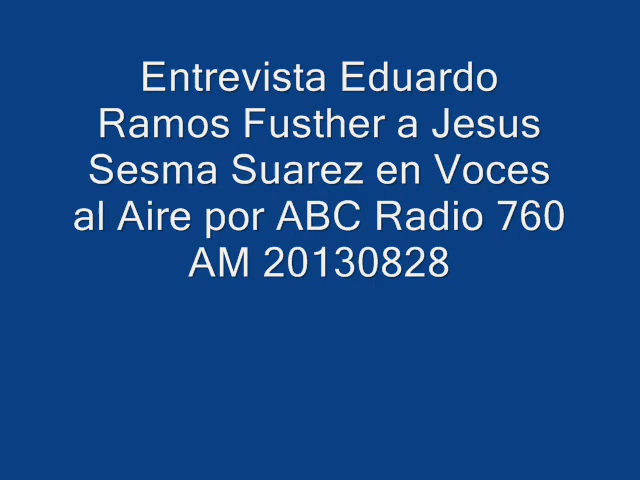 Entrevista Eduardo
Ramos Fusther a Jesus
Sesma Suarez en Voces
al Aire por ABC Radio 760
AM 20130828